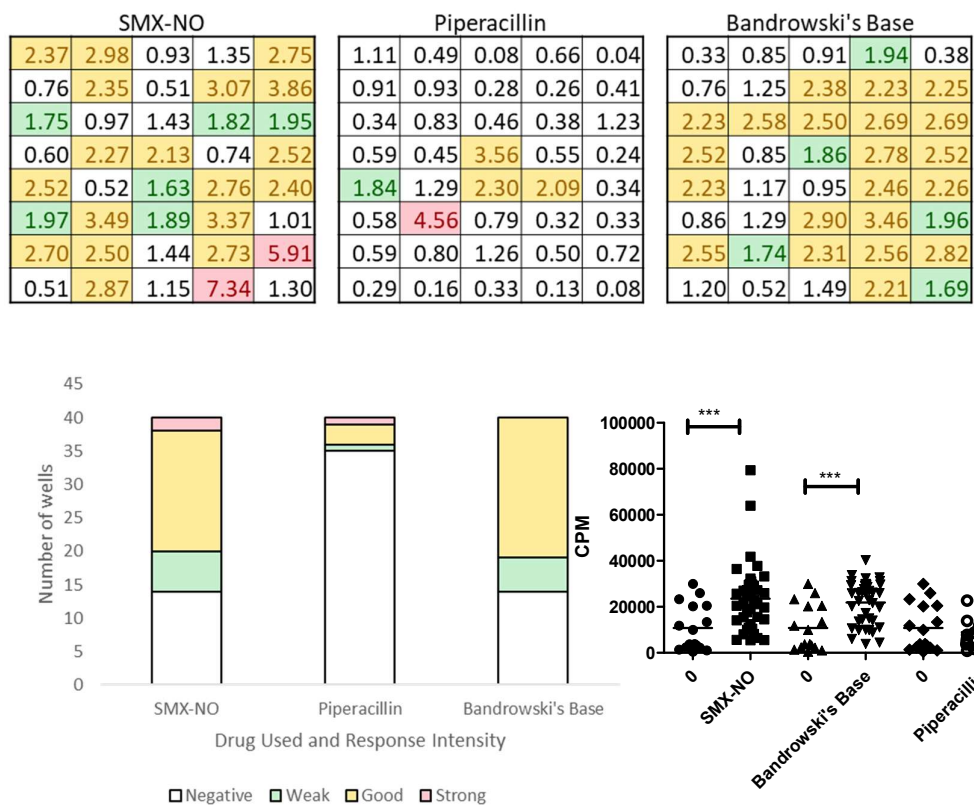 SMX-NO Piperacillin Bandrowski's Base
2.37 2.98 0.93 1.35 2.75 1.11 0.49 0.08 0.66 0.04 0.33 0.85 0.91 1.94 0.38
0.76 2.35 0.51 3.07 3.86 0.91 0.93 0.28 0.26 0.41 0.76 1.25 2.38 2.23 2.25
1.75 0.97 1.43 1.82 1.95 0.34 0.83 0.46 0.38 1.23 2.23 2.58 2.50 2.69 2.69
0.60 2.27 2.13 0.74 2.52 0.59 0.45 3.56 0.55 0.24 2.52 0.85 1.86 2.78 2.52
2.52 0.52 1.63 2.76 2.40 1.84 1.29 2.30 2.09 0.34 2.23 1.17 0.95 2.46 2.26
1.97 3.49 1.89 3.37 1.01 0.58 4.56 0.79 0.32 0.33 0.86 1.29 2.90 3.46 1.96
2.70 2.50 1.44 2.73 5.91 0.59 0.80 1.26 0.50 0.72 2.55 1.74 2.31 2.56 2.82
0.51 2.87 1.15 7.34 1.30 0.29 0.16 0.33 0.13 0.08 1.20 0.52 1.49 2.21 1.69
45
40
35
30
25
20
15
10
5
0
Number of wells
SMX-NO Piperacillin Bandrowski's Base
Drug Used and Response Intensity
Negative Weak Good Strong
100000
80000
60000
40000
20000
0
CPM
***
***
0 SMX-NO 0 Bandrowski's Base 0 Piperacillin